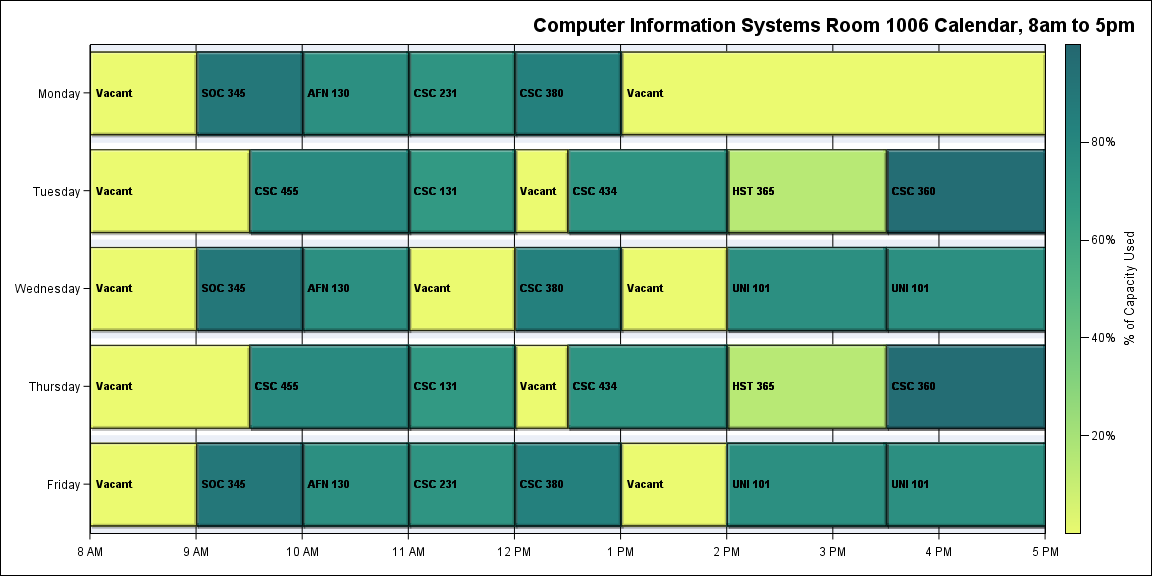 Computer Information Systems Room 1006 Calendar, 8am to 5pm
Monday
Vacant
SOC 345
AFN 130
CSC 231
CSC 380
Vacant
Tuesday
Vacant
CSC 455
CSC 131
Vacant
CSC 434
HST 365
CSC 360
Wednesday
Vacant
SOC 345
AFN 130
Vacant
CSC 380
Vacant
UNI 101
UNI 101
Thursday
Vacant
CSC 455
CSC 131
Vacant
CSC 434
HST 365
CSC 360
Friday
Vacant
SOC 345
AFN 130
CSC 231
CSC 380
Vacant
UNI 101
UNI 101
8 AM
9 AM
10 AM
11 AM
12 PM
1 PM
2 PM
3 PM
4 PM
5 PM
80%
60%
40%
20%
% of Capacity Used